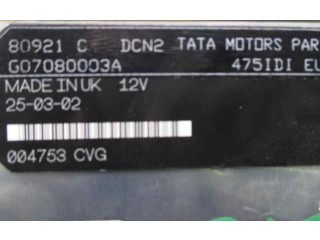 80921 C DCN2 TATA MOTORS PAR
G07080003A 475IDI EU
MADE IN UK 12V
25-03-02
004753 CVG